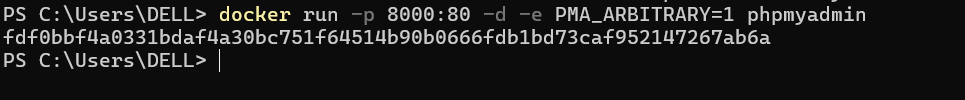 PS C:\Users\DELL> docker run -p 8000:80 -d -e PMA_ARBITRARY=1 phpmyadmin
fdf0bbf4a0331bdaf4a30bc751f64514b90b0666fdb1bd73caf952147267ab6a
PS C:\Users\DELL>